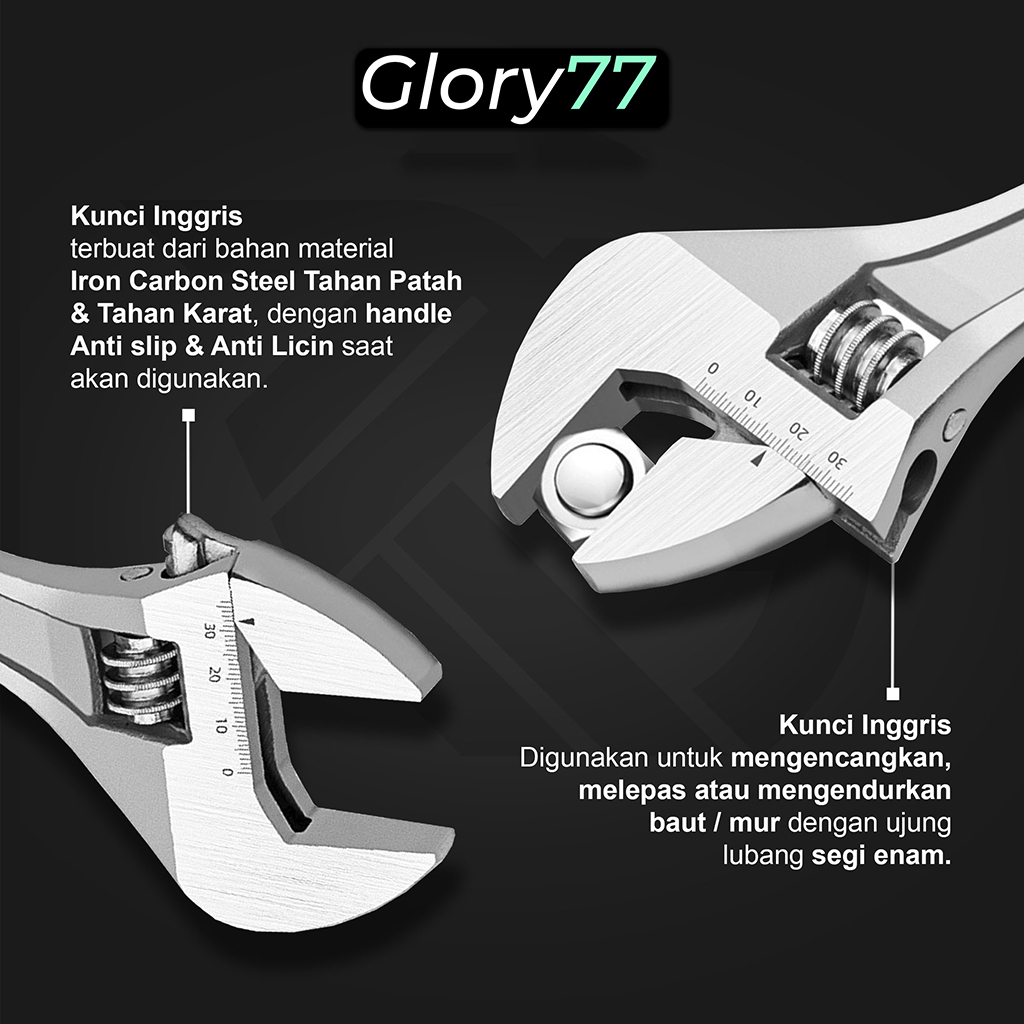 Glory77
Kunci Inggris
terbuat dari bahan material
Iron Carbon Steel Tahan Patah
& Tahan Karat, dengan handle
Anti slip & Anti Licin saat
akan digunakan.
0 10 20 30
30
20
10
0
Kunci Inggris
Digunakan untuk mengencangkan,
melepas atau mengendurkan
baut / mur dengan ujung
lubang segi enam.